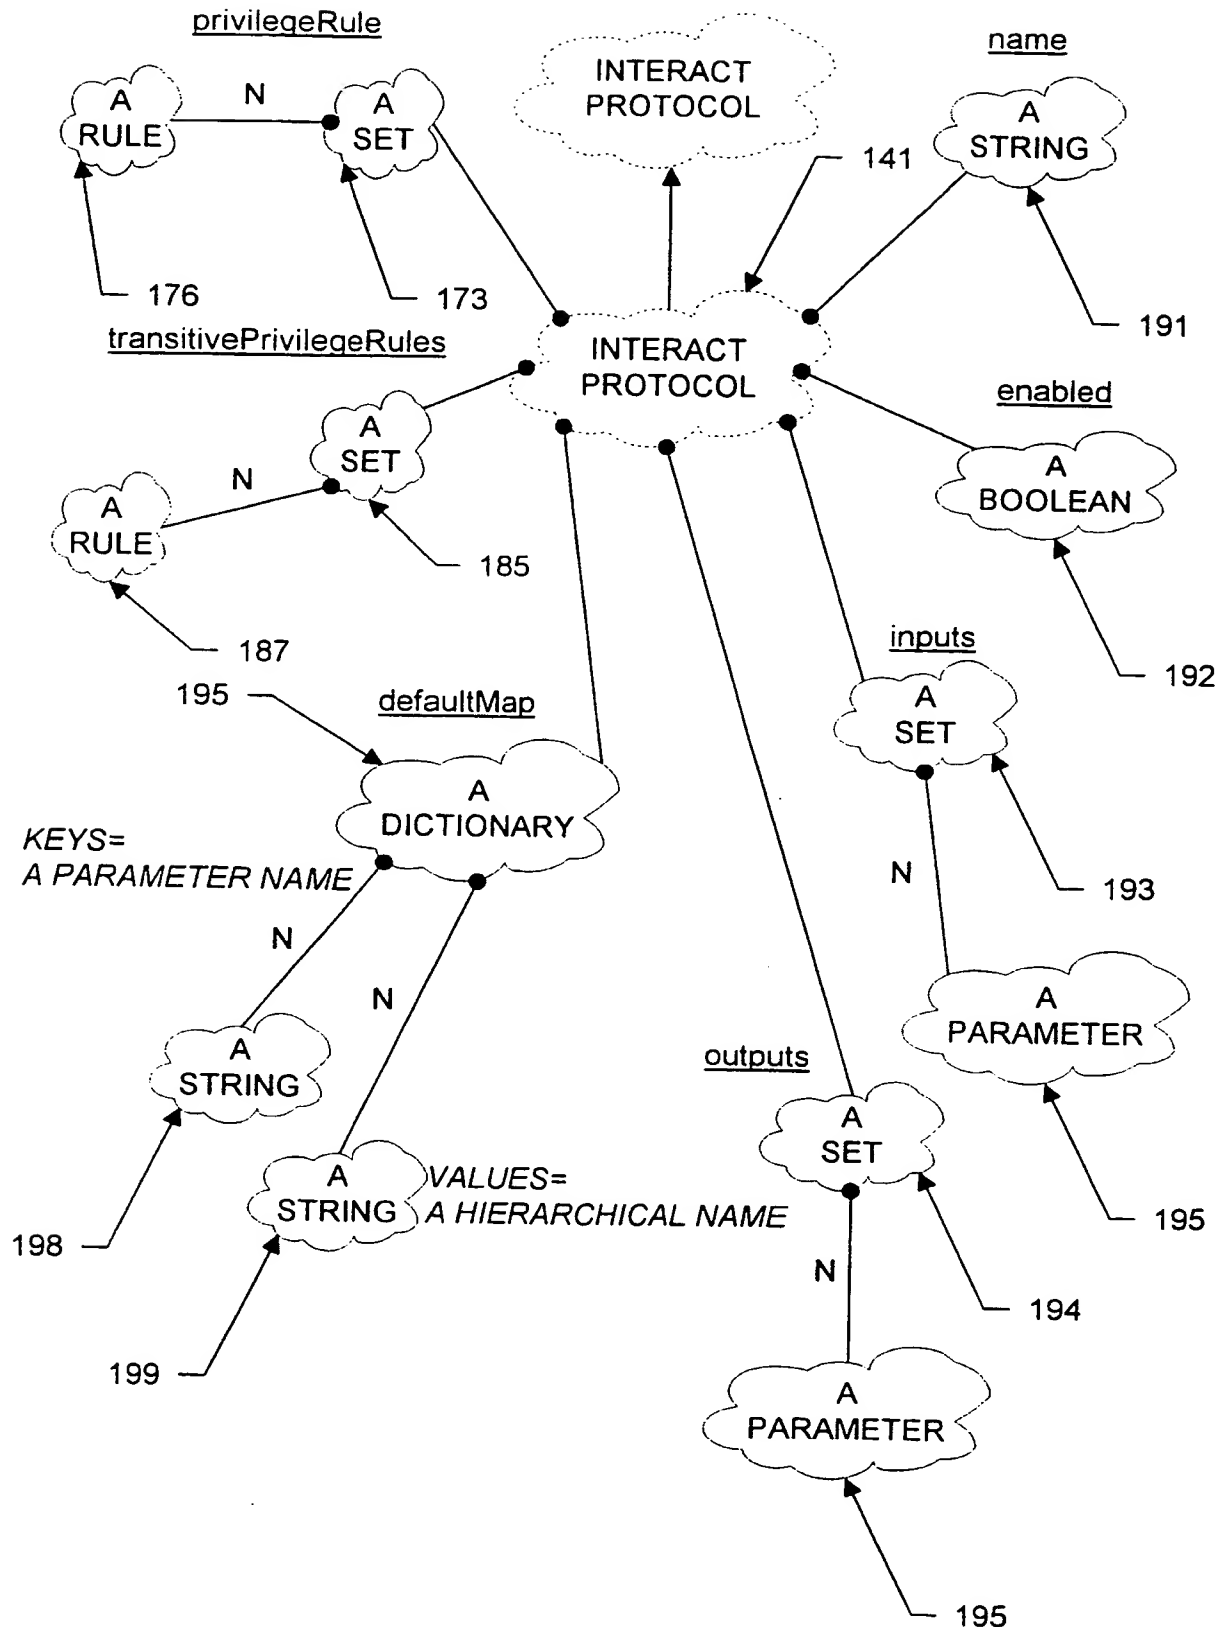 privilegeRule
A
RULE
N
A
SET
INTERACT
PROTOCOL
name
A
STRING
141
176
173
191
transitivePrivilegeRules
INTERACT
PROTOCOL
enabled
A
SET
N
A
RULE
A
BOOLEAN
185
187
192
inputs
195
defaultMap
A
SET
A
DICTIONARY
KEYS=
A PARAMETER NAME
N
193
N
N
A
PARAMETER
outputs
A
STRING
A
SET
A
STRING
VALUES=
A HIERARCHICAL NAME
195
198
N
194
199
A
PARAMETER
195